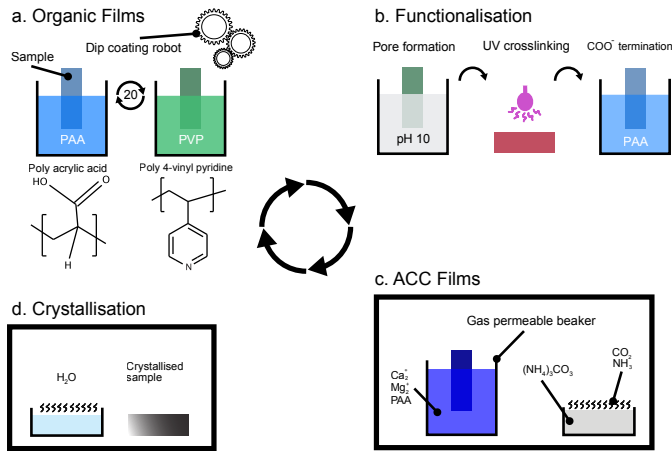 a. Organic Films
Dip coating robot
Sample
20
PAA
PVP
Poly acrylic acid
Poly 4-vinyl pyridine
HO
O
H
N
b. Functionalisation
Pore formation
UV crosslinking
COO⁻ termination
pH 10
PAA
c. ACC Films
Gas permeable beaker
Ca₂⁺
Mg₂⁺
PAA
(NH₄)₃CO₃
CO₂
NH₃
d. Crystallisation
H₂O
Crystallised
sample